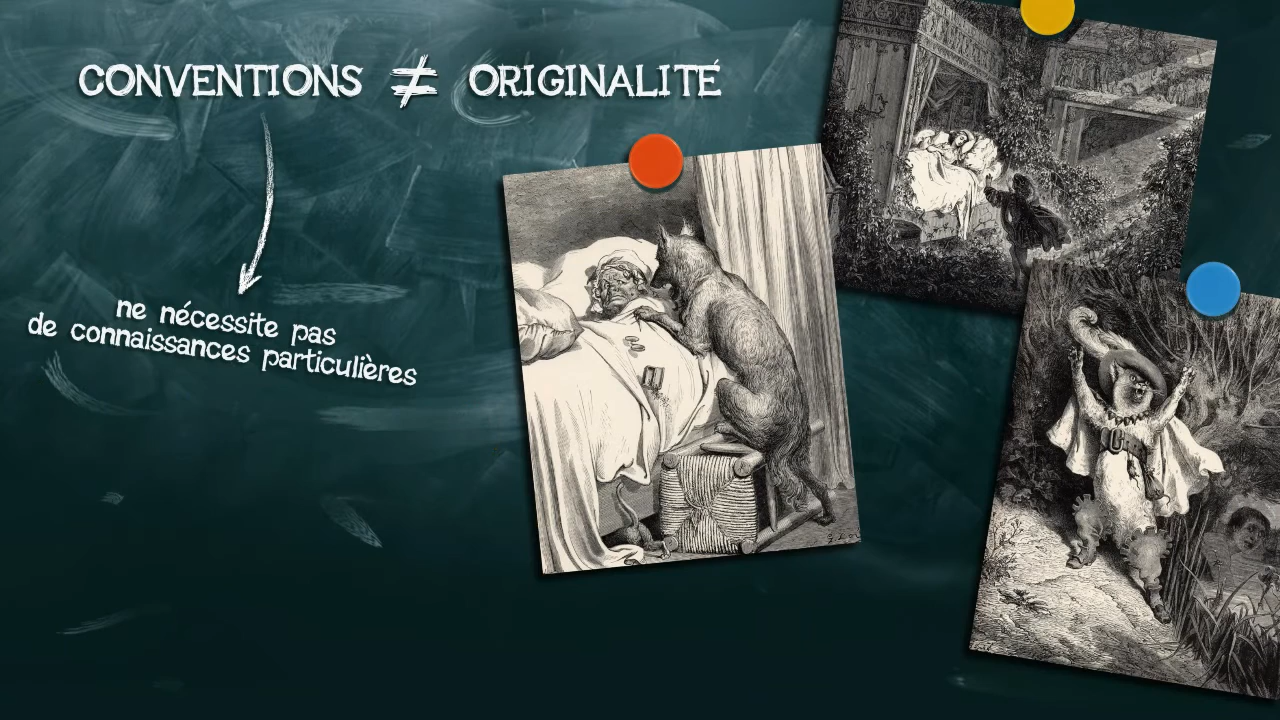 CONVENTIONS ≠ ORIGINALITÉ
ne nécessite pas
de connaissances particulières